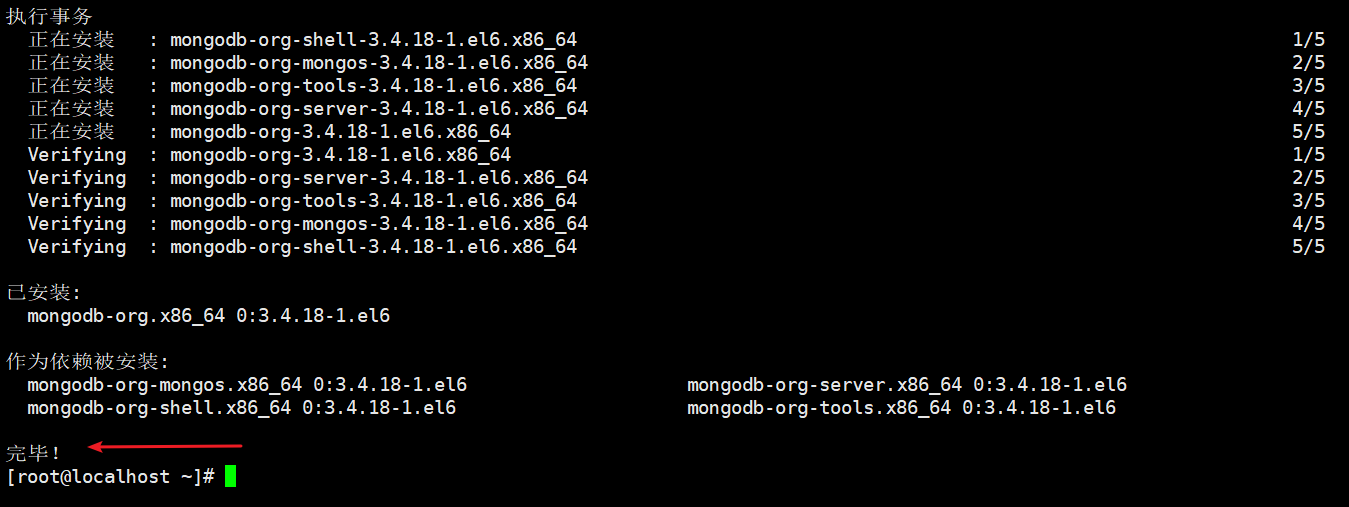 执行事务
正在安装 : mongodb-org-shell-3.4.18-1.el6.x86_64 1/5
正在安装 : mongodb-org-mongos-3.4.18-1.el6.x86_64 2/5
正在安装 : mongodb-org-tools-3.4.18-1.el6.x86_64 3/5
正在安装 : mongodb-org-server-3.4.18-1.el6.x86_64 4/5
正在安装 : mongodb-org-3.4.18-1.el6.x86_64 5/5
Verifying : mongodb-org-3.4.18-1.el6.x86_64 1/5
Verifying : mongodb-org-server-3.4.18-1.el6.x86_64 2/5
Verifying : mongodb-org-tools-3.4.18-1.el6.x86_64 3/5
Verifying : mongodb-org-mongos-3.4.18-1.el6.x86_64 4/5
Verifying : mongodb-org-shell-3.4.18-1.el6.x86_64 5/5
已安装:
mongodb-org.x86_64 0:3.4.18-1.el6
作为依赖被安装:
mongodb-org-mongos.x86_64 0:3.4.18-1.el6 mongodb-org-server.x86_64 0:3.4.18-1.el6
mongodb-org-shell.x86_64 0:3.4.18-1.el6 mongodb-org-tools.x86_64 0:3.4.18-1.el6
完毕!
[root@localhost ~]#